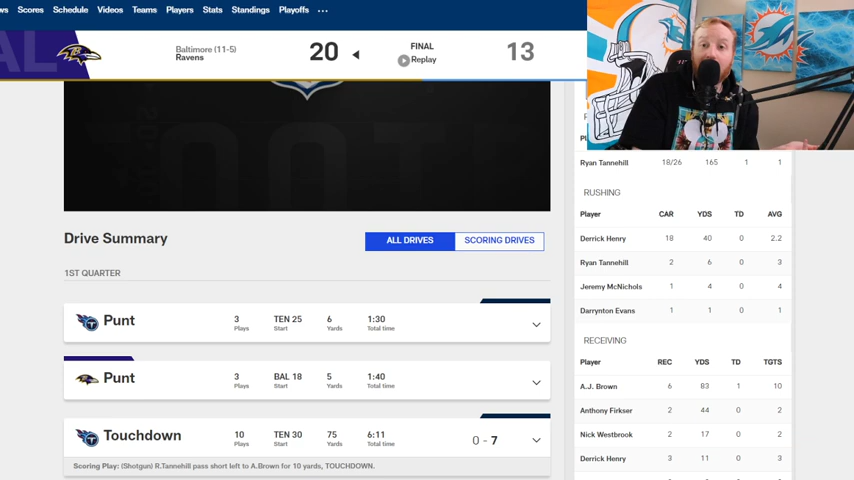 ws Scores Schedule Videos Teams Players Stats Standings Playoffs ...
Baltimore (11-5)
Ravens
20
FINAL
Replay
13
Ryan Tannehill 18/26 165 1 1
RUSHING
Player CAR YDS TD AVG
Derrick Henry 18 40 0 2.2
Ryan Tannehill 2 6 0 3
Jeremy McNichols 1 4 0 4
Darrynton Evans 1 1 0 1
RECEIVING
Player REC YDS TD TGTS
A.J. Brown 6 83 1 10
Anthony Firkser 2 44 0 2
Nick Westbrook 2 17 0 2
Derrick Henry 3 11 0 3
Drive Summary
ALL DRIVES
SCORING DRIVES
1ST QUARTER
Punt
3 TEN 25 6 1:30
Plays Start Yards Total time
Punt
3 BAL 18 5 1:40
Plays Start Yards Total time
Touchdown
10 TEN 30 75 6:11
Plays Start Yards Total time
0 - 7
Scoring Play: (Shotgun) R.Tannehill pass short left to A.Brown for 10 yards, TOUCHDOWN.